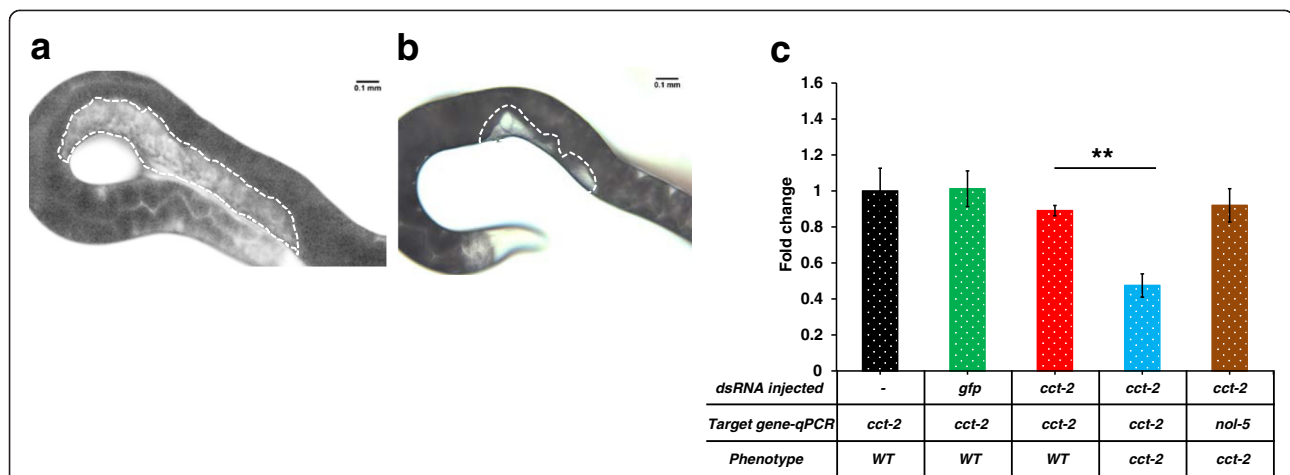 a
b
c
0.1 mm
0.1 mm
Fold change
1.6
1.4
1.2
1
0.8
0.6
0.4
0.2
0
**
dsRNA injected - gfp cct-2 cct-2 cct-2
Target gene-qPCR cct-2 cct-2 cct-2 cct-2 nol-5
Phenotype WT WT WT cct-2 cct-2